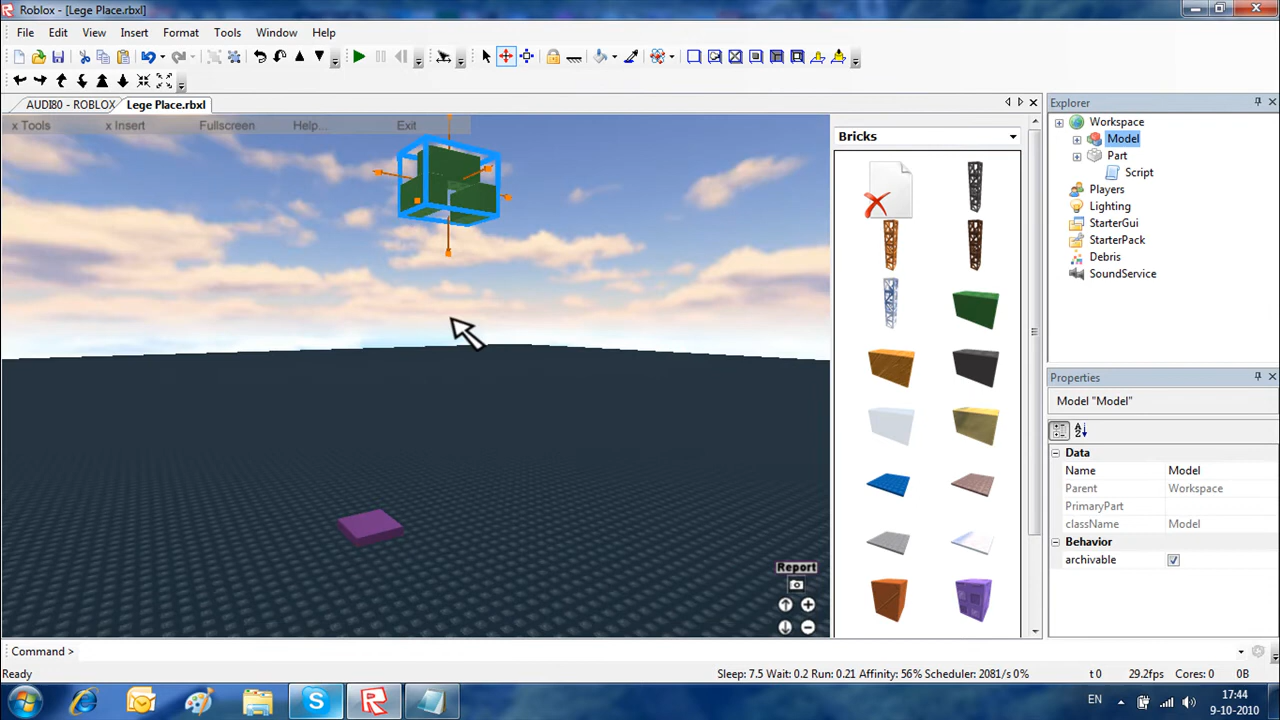 Roblox - [Lege Place.rbxl]
File Edit View Insert Format Tools Window Help
AUDI80 - ROBLOX Lege Place.rbxl
x Tools x Insert Fullscreen Help... Exit
Bricks
Report
Explorer
Workspace
Model
Part
Script
Players
Lighting
StarterGui
StarterPack
Debris
SoundService
Properties
Model "Model"
Data
Name Model
Parent Workspace
PrimaryPart
className Model
Behavior
archivable
Command >
Ready Sleep: 7.5 Wait: 0.2 Run: 0.21 Affinity: 56% Scheduler: 2081/s 0% t 0 29.2fps Cores: 0 0B
EN 17:44
9-10-2010